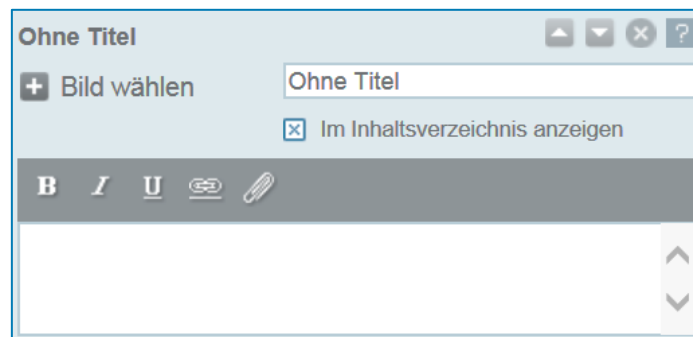 Ohne Titel ?
Bild wählen
Ohne Titel
Im Inhaltsverzeichnis anzeigen
B I U